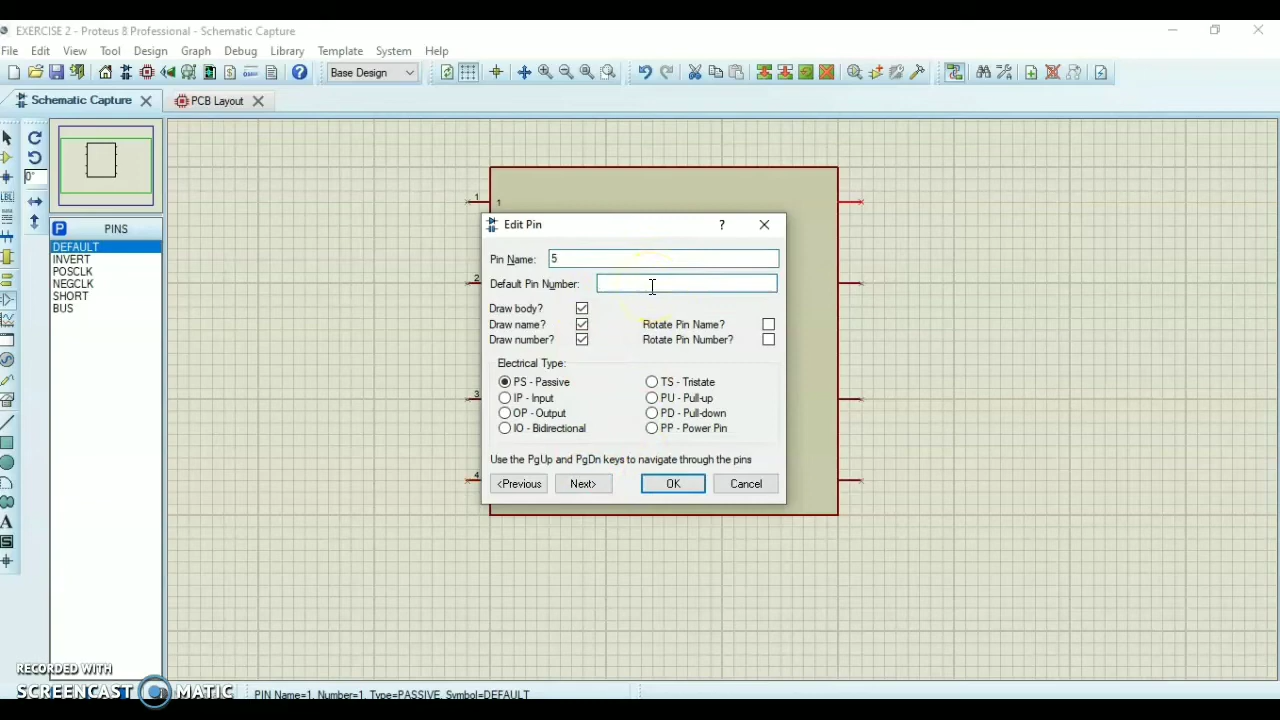 EXERCISE 2 - Proteus 8 Professional - Schematic Capture
File Edit View Tool Design Graph Debug Library Template System Help
Base Design
Schematic Capture
PCB Layout
0°
LBL
P PINS
DEFAULT
INVERT
POSCLK
NEGCLK
SHORT
BUS
1
1
2
3
4
Edit Pin
?
Pin Name: 5
Default Pin Number:
Draw body?
Draw name? Rotate Pin Name?
Draw number? Rotate Pin Number?
Electrical Type:
PS - Passive TS - Tristate
IP - Input PU - Pull-up
OP - Output PD - Pull-down
IO - Bidirectional PP - Power Pin
Use the PgUp and PgDn keys to navigate through the pins
<Previous Next> OK Cancel
RECORDED WITH
SCREENCAST MATIC
PIN Name=1, Number=1, Type=PASSIVE, Symbol=DEFAULT